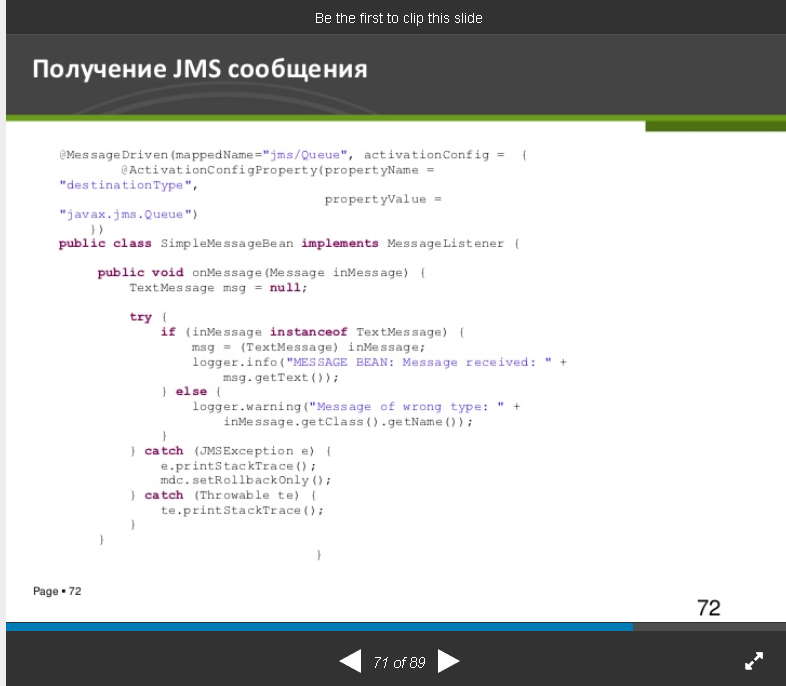 Be the first to clip this slide
Получение JMS сообщения
@MessageDriven(mappedName="jms/Queue", activationConfig = {
@ActivationConfigProperty(propertyName =
"destinationType",
propertyValue =
"javax.jms.Queue")
})
public class SimpleMessageBean implements MessageListener {
public void onMessage(Message inMessage) {
TextMessage msg = null;
try {
if (inMessage instanceof TextMessage) {
msg = (TextMessage) inMessage;
logger.info("MESSAGE BEAN: Message received: " +
msg.getText());
} else {
logger.warning("Message of wrong type: " +
inMessage.getClass().getName());
}
} catch (JMSException e) {
e.printStackTrace();
mdc.setRollbackOnly();
} catch (Throwable te) {
te.printStackTrace();
}
}
}
Page ▪ 72
72
71 of 89